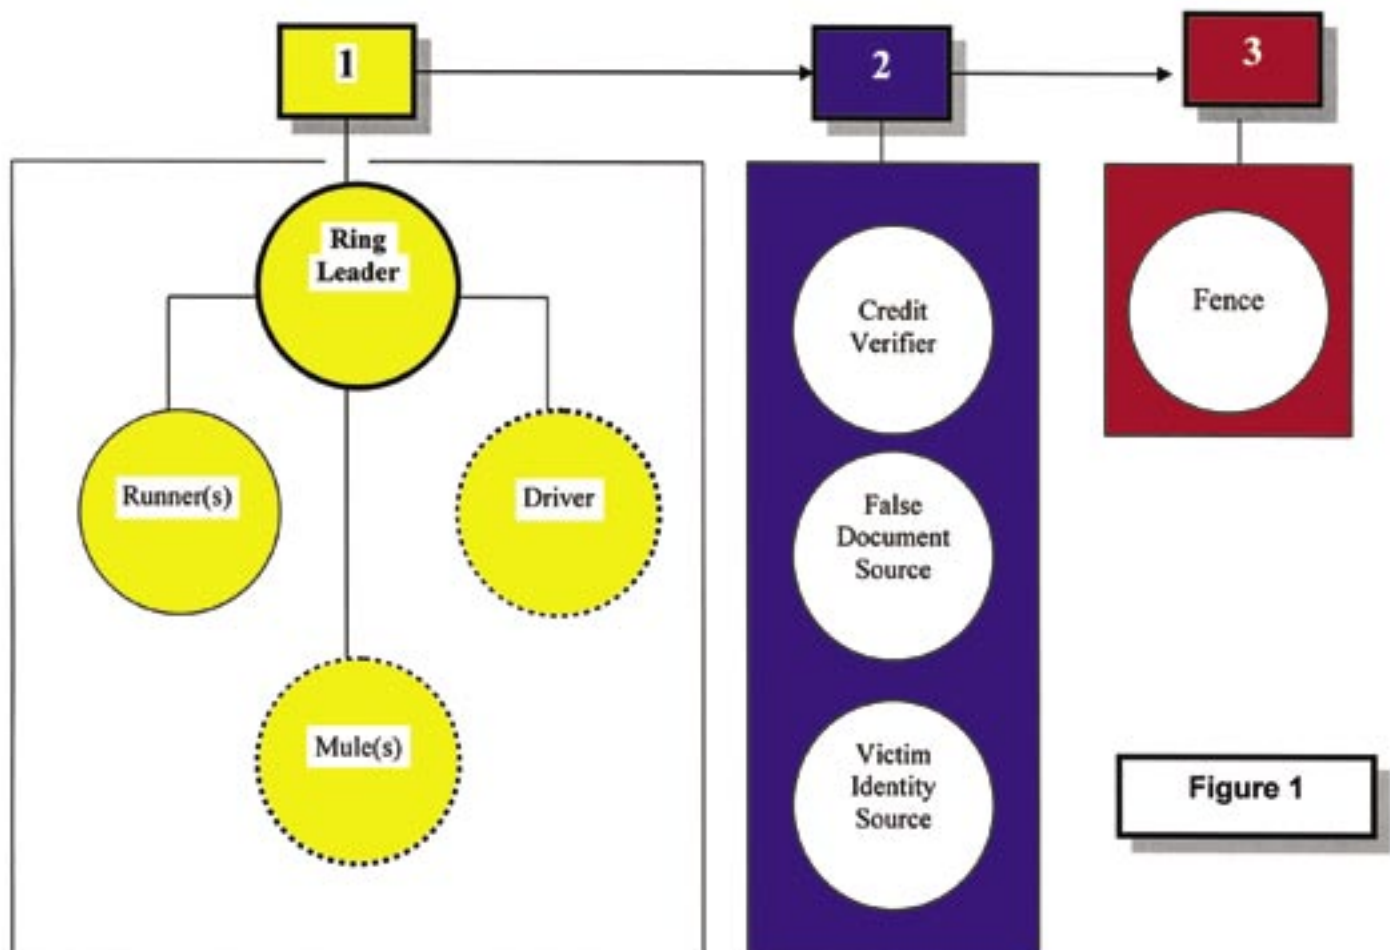 1
2
3
Ring
Leader
Runner(s)
Driver
Mule(s)
Credit
Verifier
False
Document
Source
Victim
Identity
Source
Fence
Figure 1